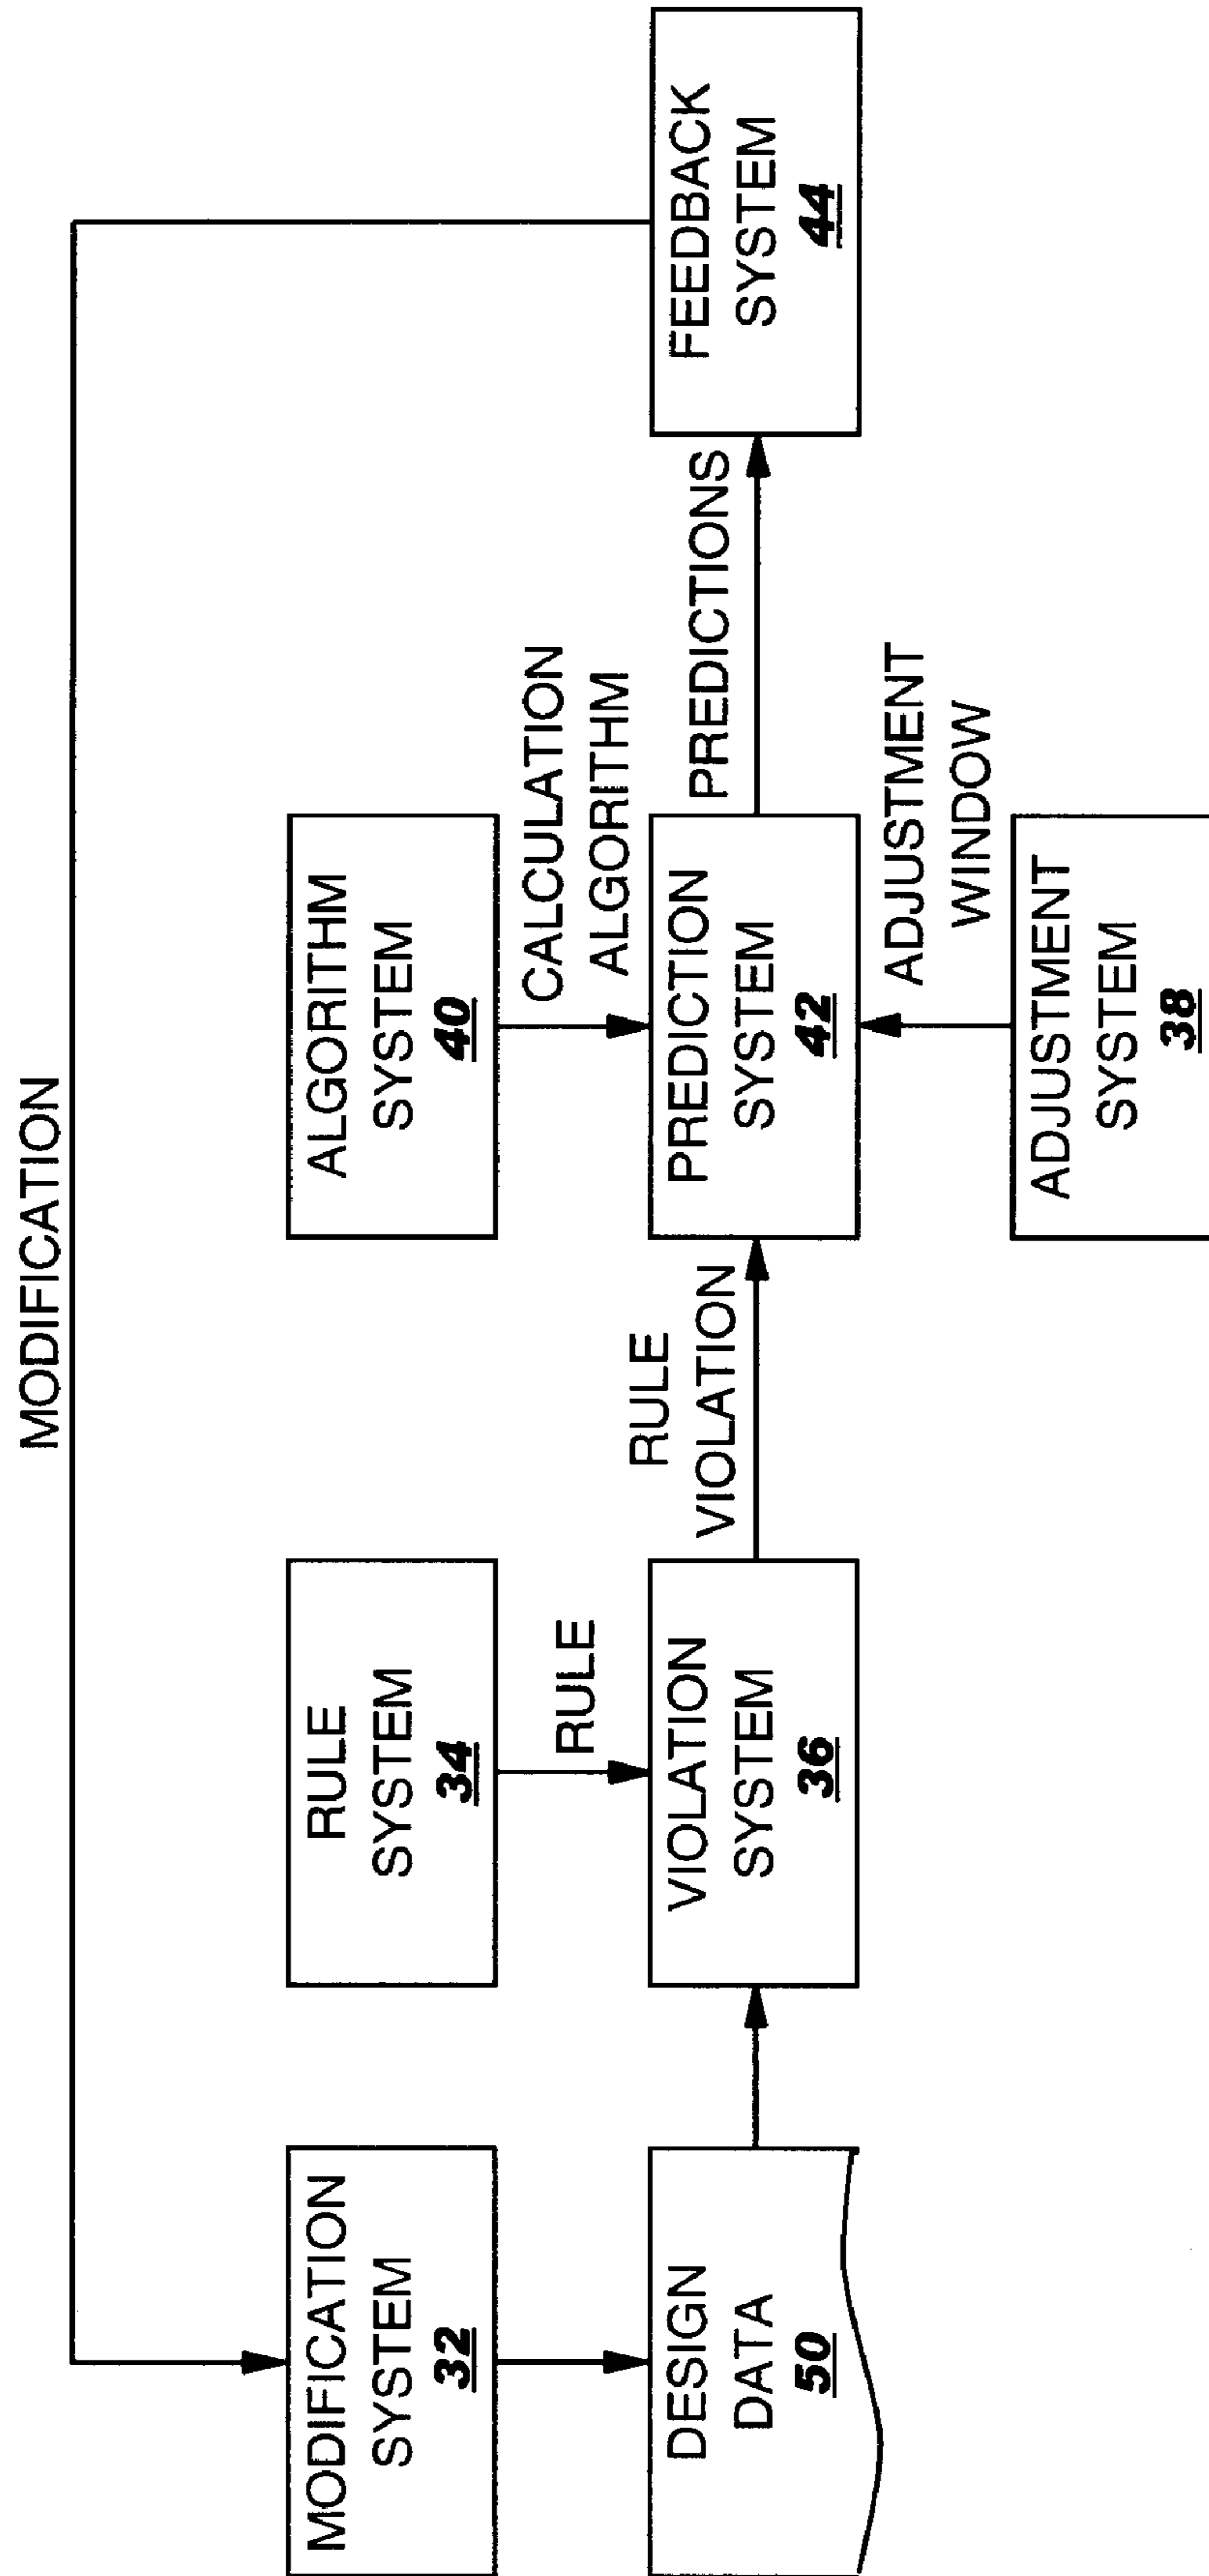 MODIFICATION
MODIFICATION
SYSTEM
32
RULE
SYSTEM
34
ALGORITHM
SYSTEM
40
RULE
CALCULATION
ALGORITHM
DESIGN
DATA
50
VIOLATION
SYSTEM
36
RULE
VIOLATION
PREDICTION
SYSTEM
42
PREDICTIONS
FEEDBACK
SYSTEM
44
ADJUSTMENT
WINDOW
ADJUSTMENT
SYSTEM
38